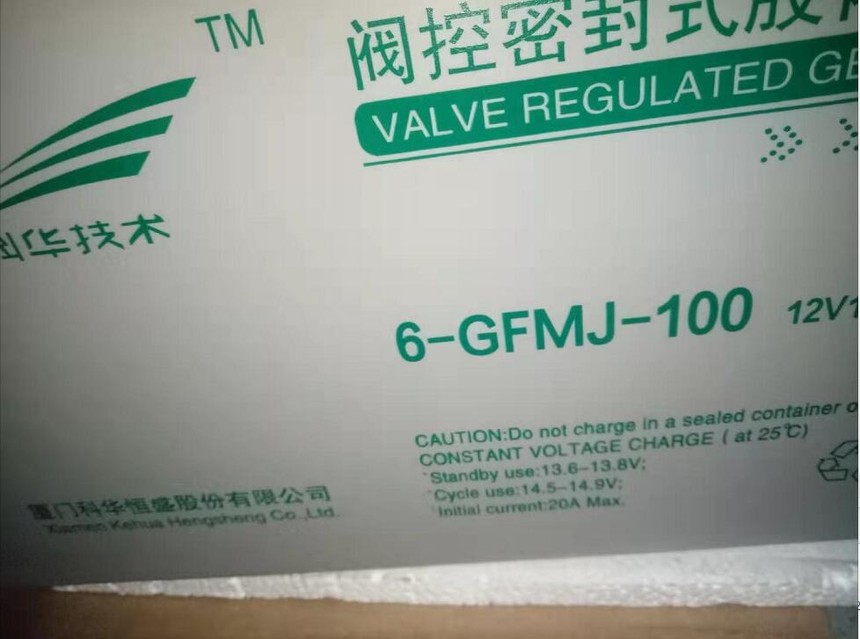 TM
阀控密封式胶
VALVE REGULATED GE
科华技术
6-GFMJ-100 12V1
CAUTION:Do not charge in a sealed container o
CONSTANT VOLTAGE CHARGE ( at 25℃)
Standby use:13.6-13.8V;
Cycle use:14.5-14.9V;
Initial current:20A Max.
厦门科华恒盛股份有限公司
Xiamen Kehua Hengsheng Co.,Ltd.